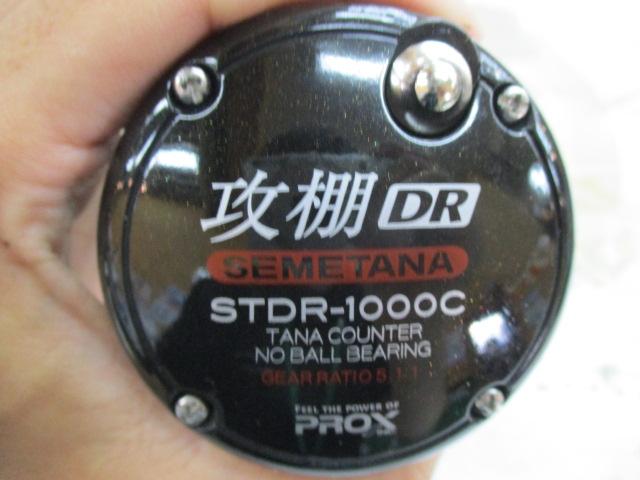 攻棚 DR
SEMETANA
STDR-1000C
TANA COUNTER
NO BALL BEARING
GEAR RATIO 5.1:1
FEEL THE POWER OF
PROX